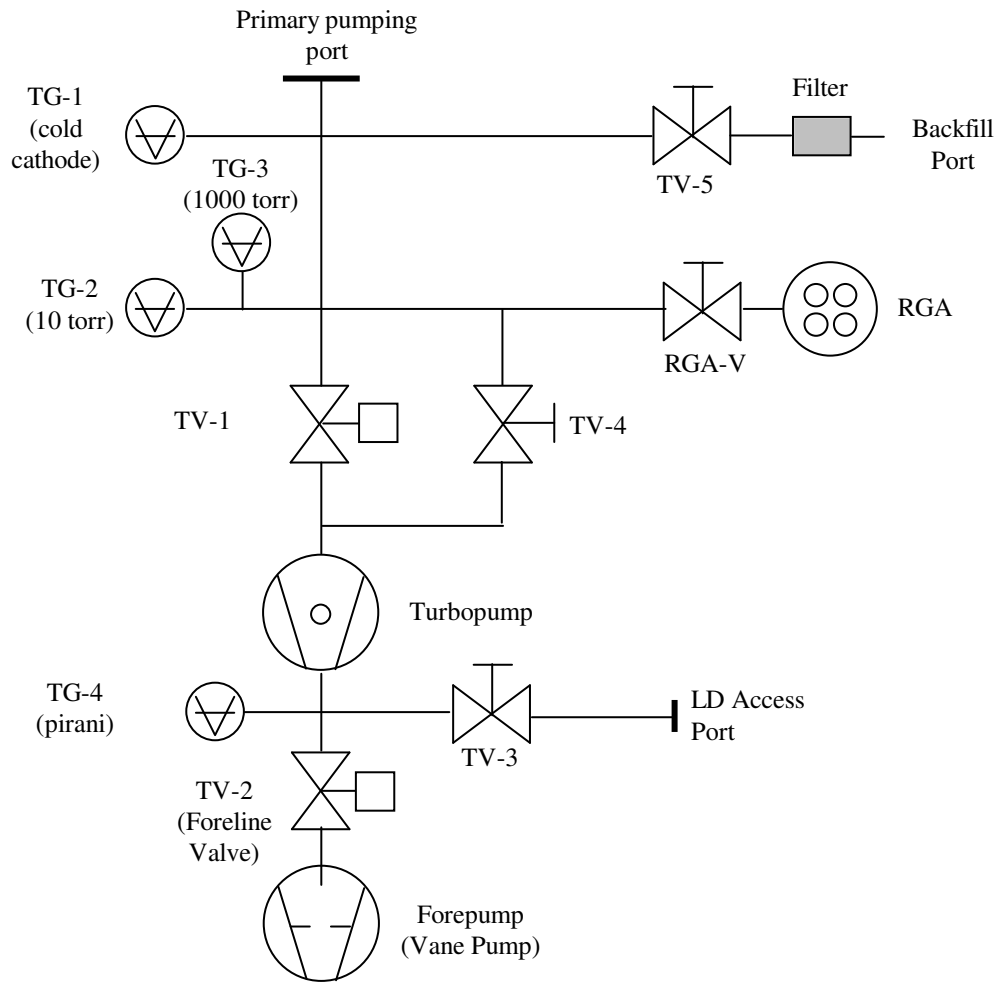 Primary pumping
port
TG-1
(cold
cathode)
Filter
Backfill
Port
TV-5
TG-3
(1000 torr)
TG-2
(10 torr)
RGA
RGA-V
TV-1
TV-4
Turbopump
TG-4
(pirani)
LD Access
Port
TV-3
TV-2
(Foreline
Valve)
Forepump
(Vane Pump)